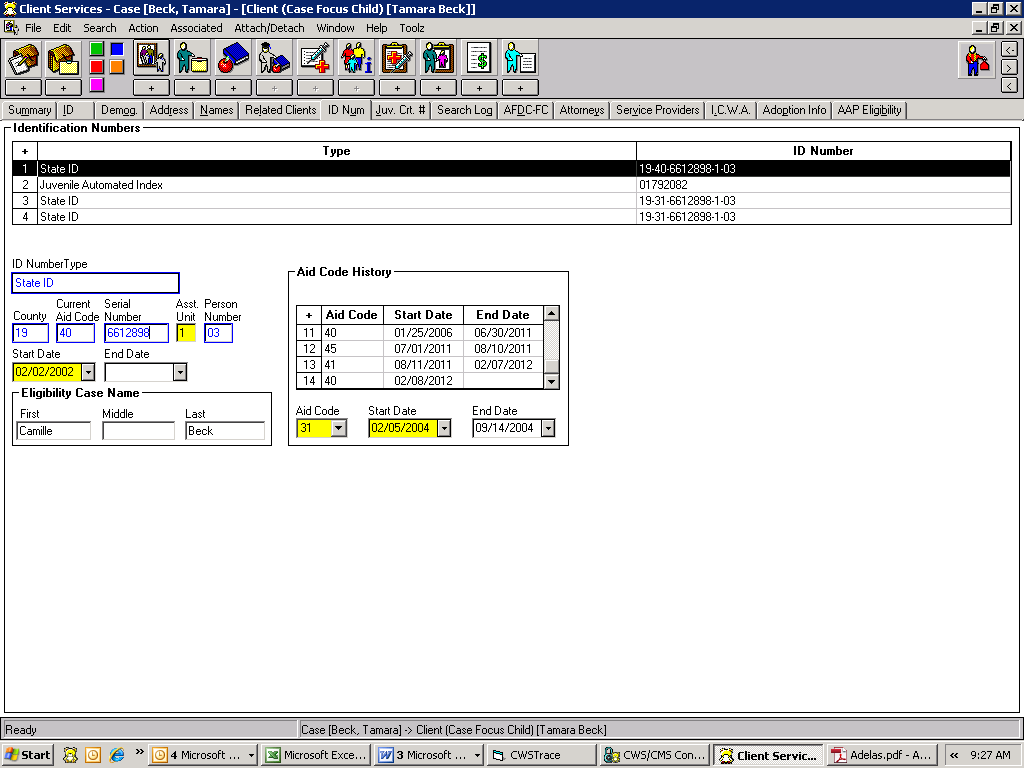 Client Services - Case [Beck, Tamara] - [Client (Case Focus Child) [Tamara Beck]]
File Edit Search Action Associated Attach/Detach Window Help Toolz
+ + + + + + + + + + + +
Summary ID Demog. Address Names Related Clients ID Num Juv. Crt. # Search Log AFDC-FC Attorneys Service Providers I.C.W.A. Adoption Info AAP Eligibility
Identification Numbers
+ Type ID Number
1 State ID 19-40-6612898-1-03
2 Juvenile Automated Index 01792082
3 State ID 19-31-6612898-1-03
4 State ID 19-31-6612898-1-03
ID NumberType
State ID
County Current Aid Code Serial Number Asst. Unit Person Number
19 40 6612898 1 03
Start Date End Date
02/02/2002
Eligibility Case Name
First Middle Last
Camille Beck
Aid Code History
+ Aid Code Start Date End Date
11 40 01/25/2006 06/30/2011
12 45 07/01/2011 08/10/2011
13 41 08/11/2011 02/07/2012
14 40 02/08/2012
Aid Code Start Date End Date
31 02/05/2004 09/14/2004
Ready Case [Beck, Tamara] -> Client (Case Focus Child) [Tamara Beck]
Start » 4 Microsoft ... Microsoft Exce... 3 Microsoft ... CWSTrace CWS/CMS Con... Client Servic... Adelas.pdf - A... « 9:27 AM